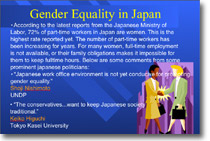 Gender Equality in Japan
•According to the latest reports from the Japanese Ministry of
Labor, 72% of part-time workers in Japan are women. This is the
highest rate reported yet. The number of part-time workers has
been increasing for years. For many women, full-time employment
is not available, or their family obligations makes it impossible for
them to keep fulltime hours. Below are some comments from some
prominent Japanese politicians:
•"Japanese work office environment is not yet conducive for promoting
gender equality."
Shoji Nishimoto
UNDP
• "The conservatives...want to keep Japanese society
traditional."
Keiko Higuchi
Tokyo Kasei University